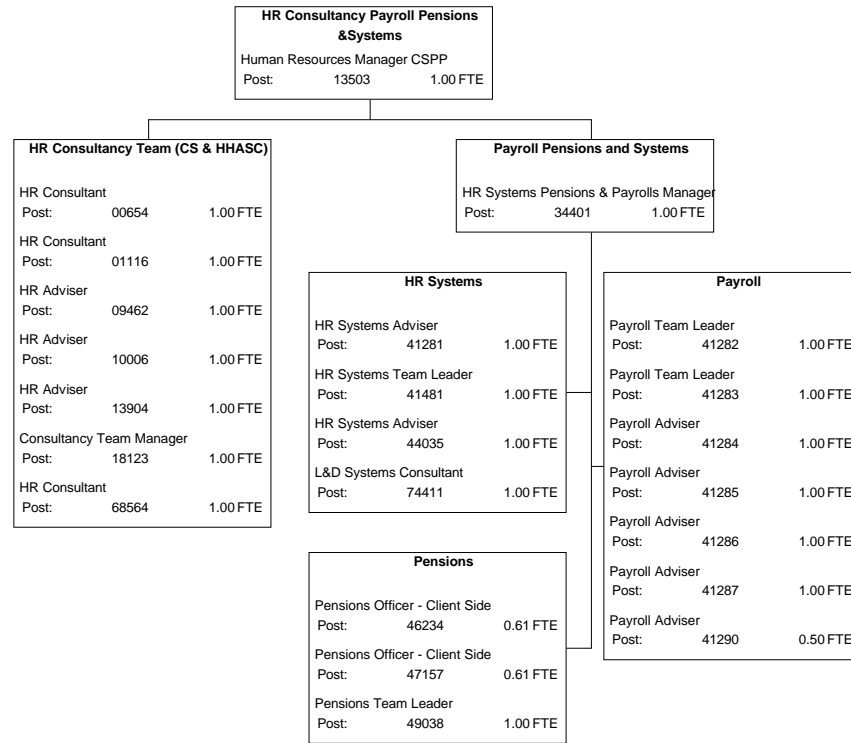 HR Consultancy Payroll Pensions
&Systems
Human Resources Manager CSPP
Post: 13503 1.00 FTE
HR Consultancy Team (CS & HHASC)
HR Consultant
Post: 00654 1.00 FTE
HR Consultant
Post: 01116 1.00 FTE
HR Adviser
Post: 09462 1.00 FTE
HR Adviser
Post: 10006 1.00 FTE
HR Adviser
Post: 13904 1.00 FTE
Consultancy Team Manager
Post: 18123 1.00 FTE
HR Consultant
Post: 68564 1.00 FTE
Payroll Pensions and Systems
HR Systems Pensions & Payrolls Manager
Post: 34401 1.00 FTE
HR Systems
HR Systems Adviser
Post: 41281 1.00 FTE
HR Systems Team Leader
Post: 41481 1.00 FTE
HR Systems Adviser
Post: 44035 1.00 FTE
L&D Systems Consultant
Post: 74411 1.00 FTE
Payroll
Payroll Team Leader
Post: 41282 1.00 FTE
Payroll Team Leader
Post: 41283 1.00 FTE
Payroll Adviser
Post: 41284 1.00 FTE
Payroll Adviser
Post: 41285 1.00 FTE
Payroll Adviser
Post: 41286 1.00 FTE
Payroll Adviser
Post: 41287 1.00 FTE
Payroll Adviser
Post: 41290 0.50 FTE
Pensions
Pensions Officer - Client Side
Post: 46234 0.61 FTE
Pensions Officer - Client Side
Post: 47157 0.61 FTE
Pensions Team Leader
Post: 49038 1.00 FTE